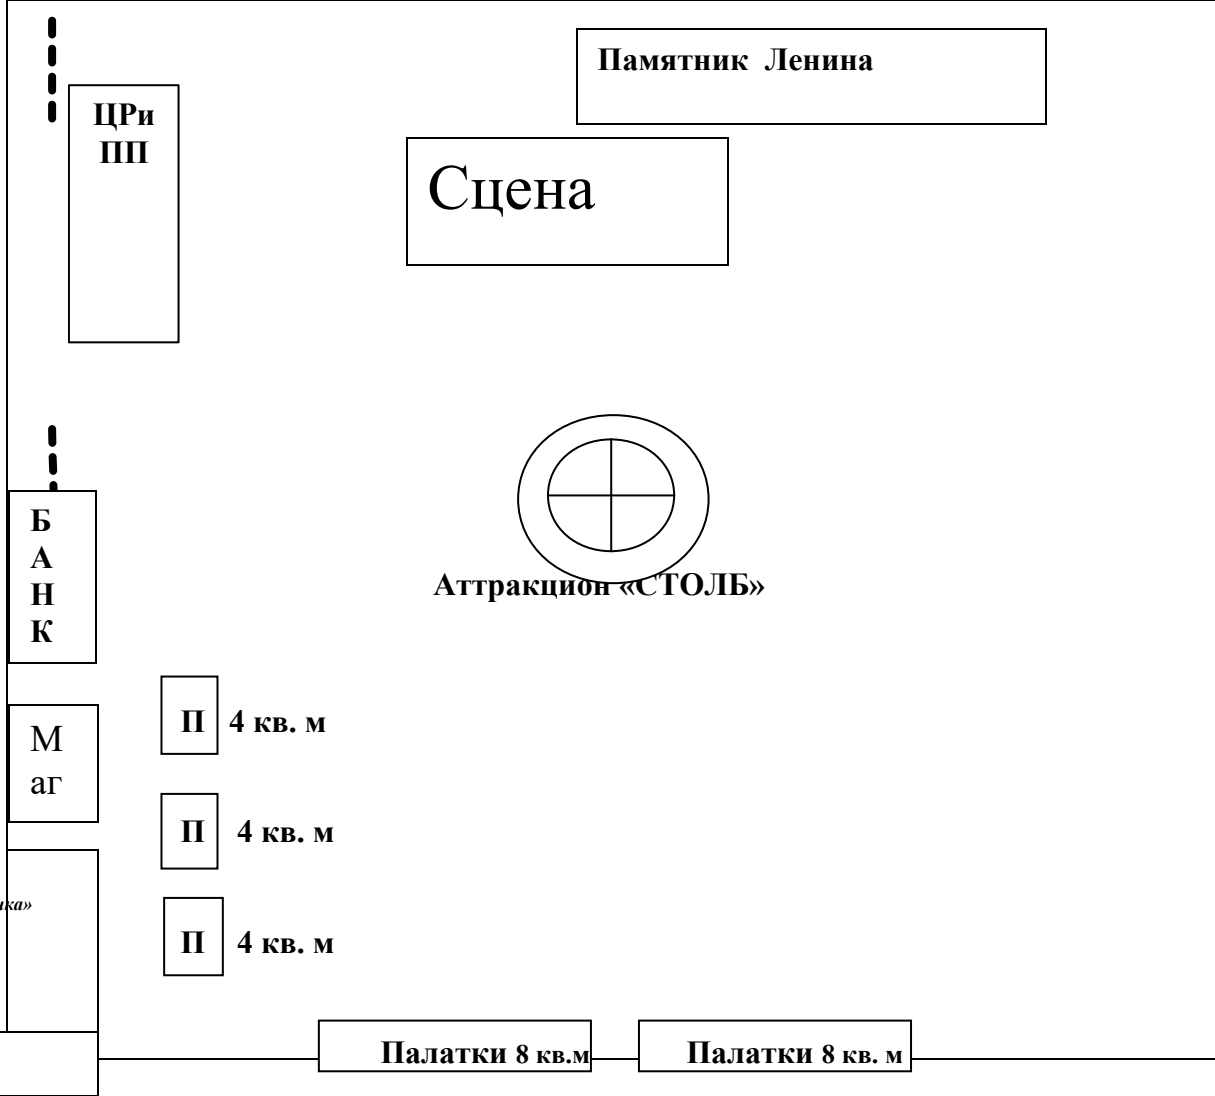 Памятник Ленина
ЦРи
ПП
Сцена
Б
А
Н
К
Аттракцион «СТОЛБ»
П 4 кв. м
М
аг
П 4 кв. м
П 4 кв. м
Палатки 8 кв.м
Палатки 8 кв. м